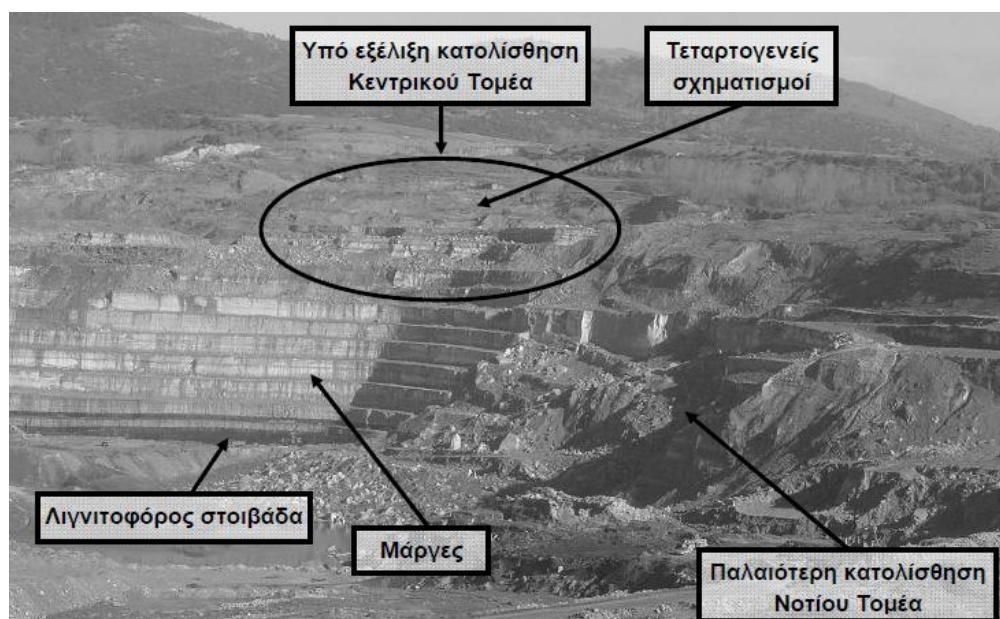 Υπό εξέλιξη κατολίσθηση
Κεντρικού Τομέα
Τεταρτογενείς
σχηματισμοί
Λιγνιτοφόρος στοιβάδα
Μάργες
Παλαιότερη κατολίσθηση
Νοτίου Τομέα